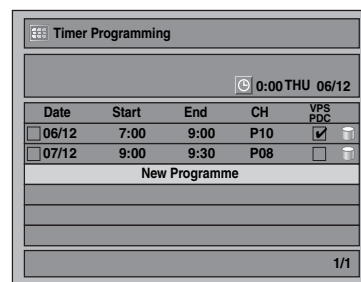 Timer Programming
0:00 THU 06/12
Date Start End CH VPS PDC
06/12 7:00 9:00 P10
07/12 9:00 9:30 P08
New Programme
1/1